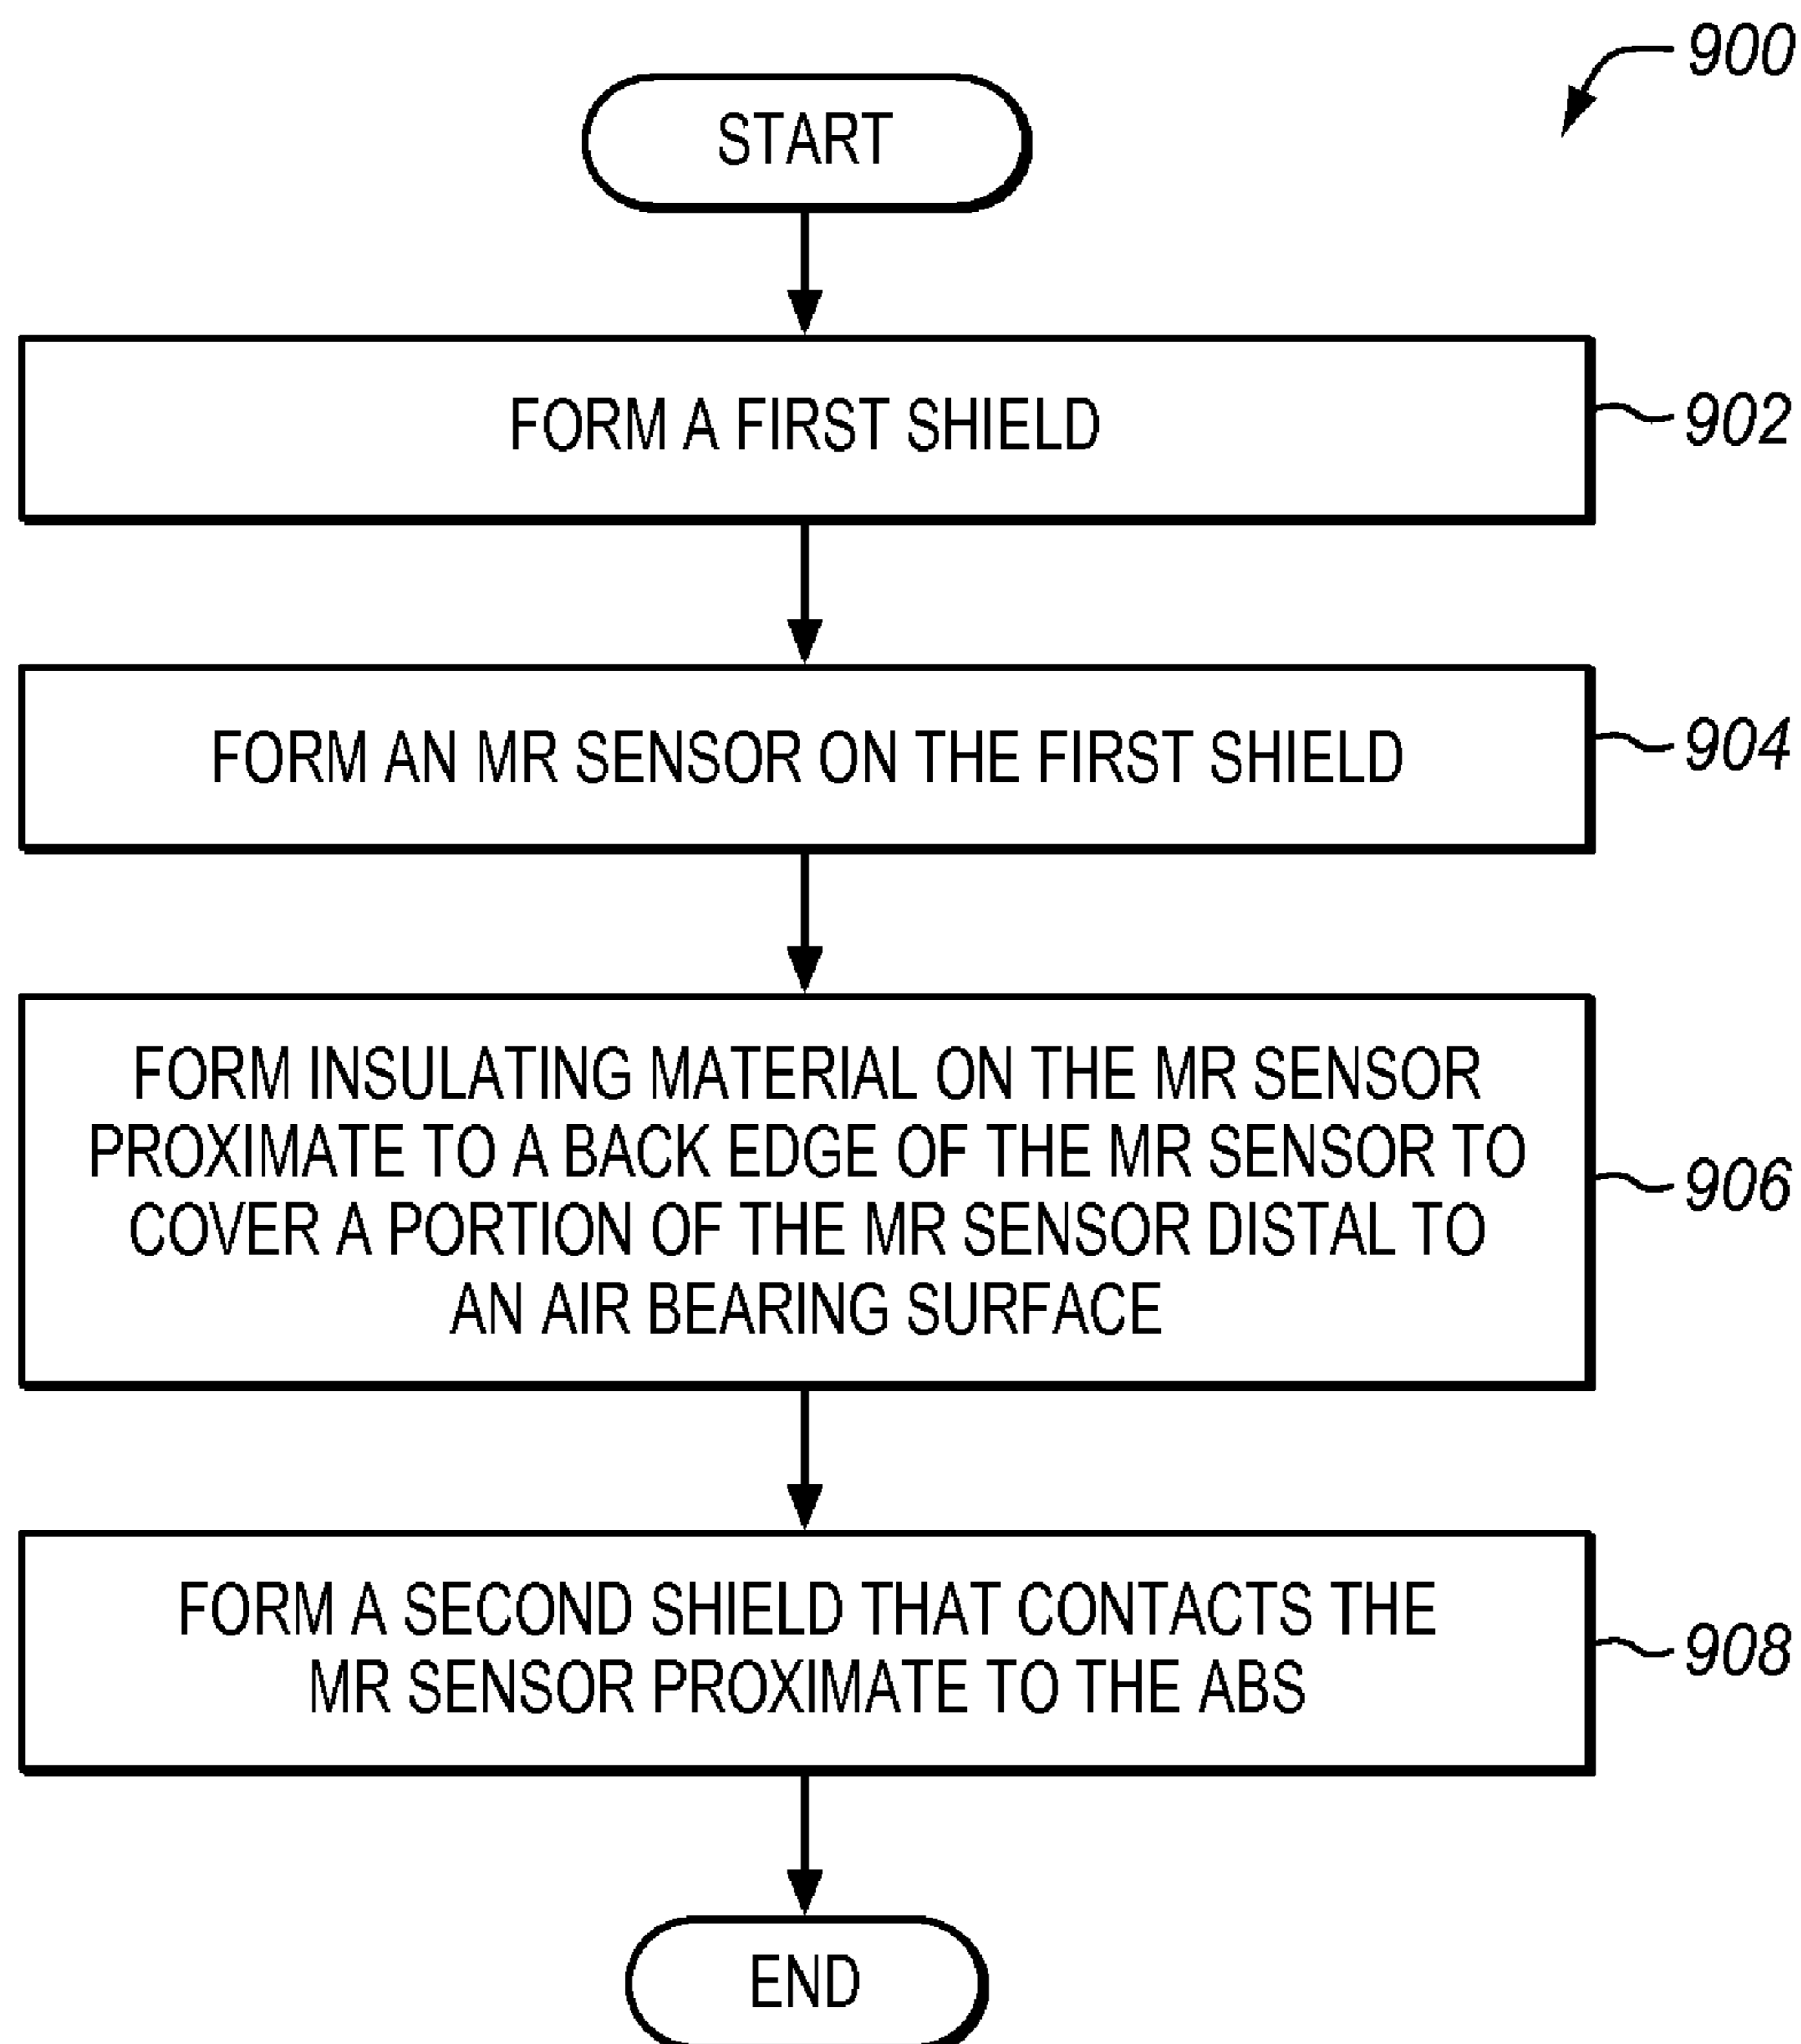 900
START
FORM A FIRST SHIELD
902
FORM AN MR SENSOR ON THE FIRST SHIELD
904
FORM INSULATING MATERIAL ON THE MR SENSOR
PROXIMATE TO A BACK EDGE OF THE MR SENSOR TO
COVER A PORTION OF THE MR SENSOR DISTAL TO
AN AIR BEARING SURFACE
906
FORM A SECOND SHIELD THAT CONTACTS THE
MR SENSOR PROXIMATE TO THE ABS
908
END